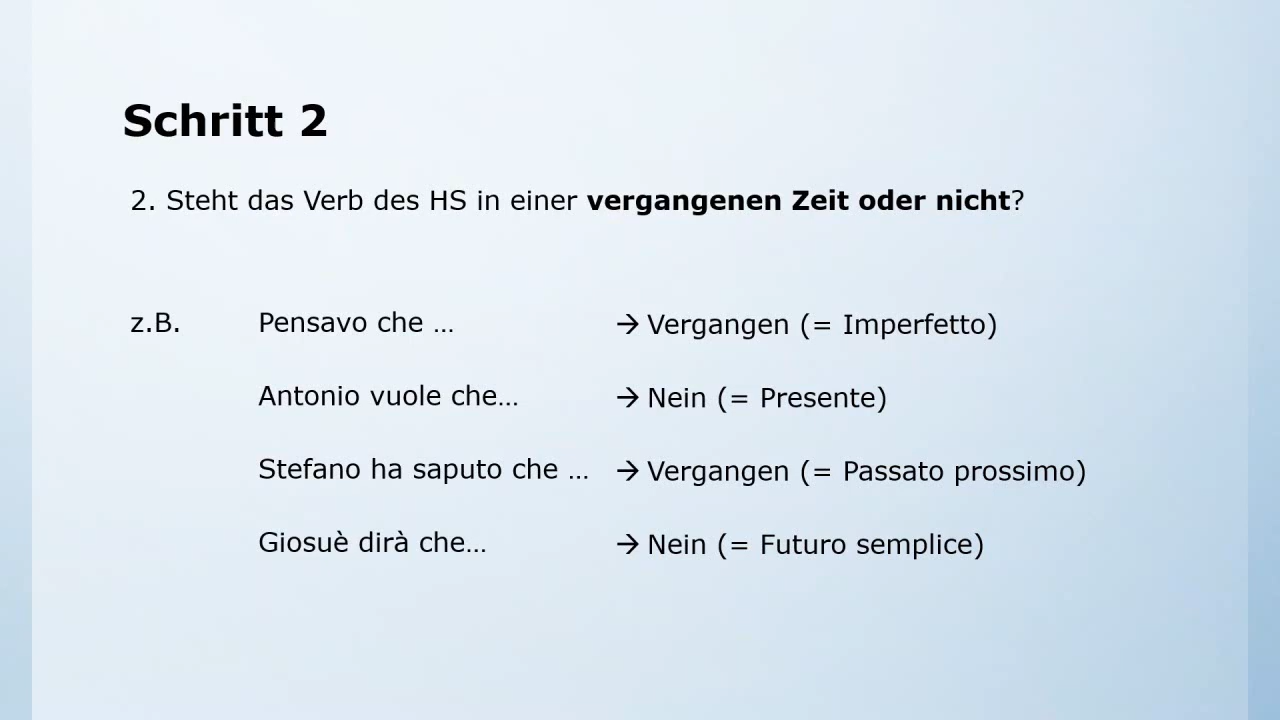 Schritt 2
2. Steht das Verb des HS in einer vergangenen Zeit oder nicht?
z.B. Pensavo che … → Vergangen (= Imperfetto)
Antonio vuole che… → Nein (= Presente)
Stefano ha saputo che … → Vergangen (= Passato prossimo)
Giosuè dirà che… → Nein (= Futuro semplice)